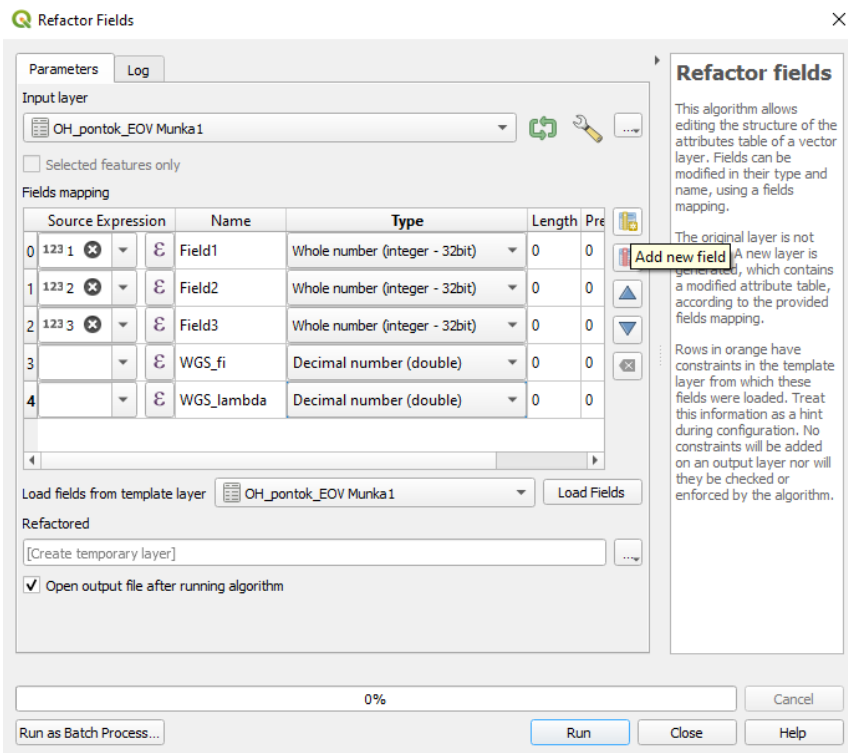 Refactor Fields
Parameters
Log
Input layer
OH_pontok_EOV Munka1
Selected features only
Fields mapping
Source Expression Name Type Length Pre
0 123 1 ε Field1 Whole number (integer - 32bit) 0 0
1 123 2 ε Field2 Whole number (integer - 32bit) 0 0
2 123 3 ε Field3 Whole number (integer - 32bit) 0 0
3 ε WGS_fi Decimal number (double) 0 0
4 ε WGS_lambda Decimal number (double) 0 0
Add new field
Load fields from template layer OH_pontok_EOV Munka1 Load Fields
Refactored
[Create temporary layer]
Open output file after running algorithm
Refactor fields
This algorithm allows
editing the structure of the
attributes table of a vector
layer. Fields can be
modified in their type and
name, using a fields
mapping.
The original layer is not
A new layer is
generated, which contains
a modified attribute table,
according to the provided
fields mapping.
Rows in orange have
constraints in the template
layer from which these
fields were loaded. Treat
this information as a hint
during configuration. No
constraints will be added
on an output layer nor will
they be checked or
enforced by the algorithm.
0%
Cancel
Run as Batch Process...
Run
Close
Help